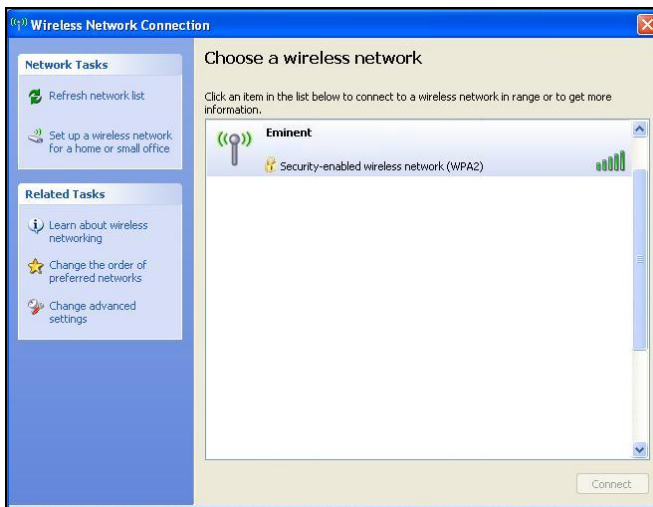 Wireless Network Connection
Network Tasks
Refresh network list
Set up a wireless network
for a home or small office
Related Tasks
Learn about wireless
networking
Change the order of
preferred networks
Change advanced
settings
Choose a wireless network
Click an item in the list below to connect to a wireless network in range or to get more
information.
Eminent
Security-enabled wireless network (WPA2)
Connect